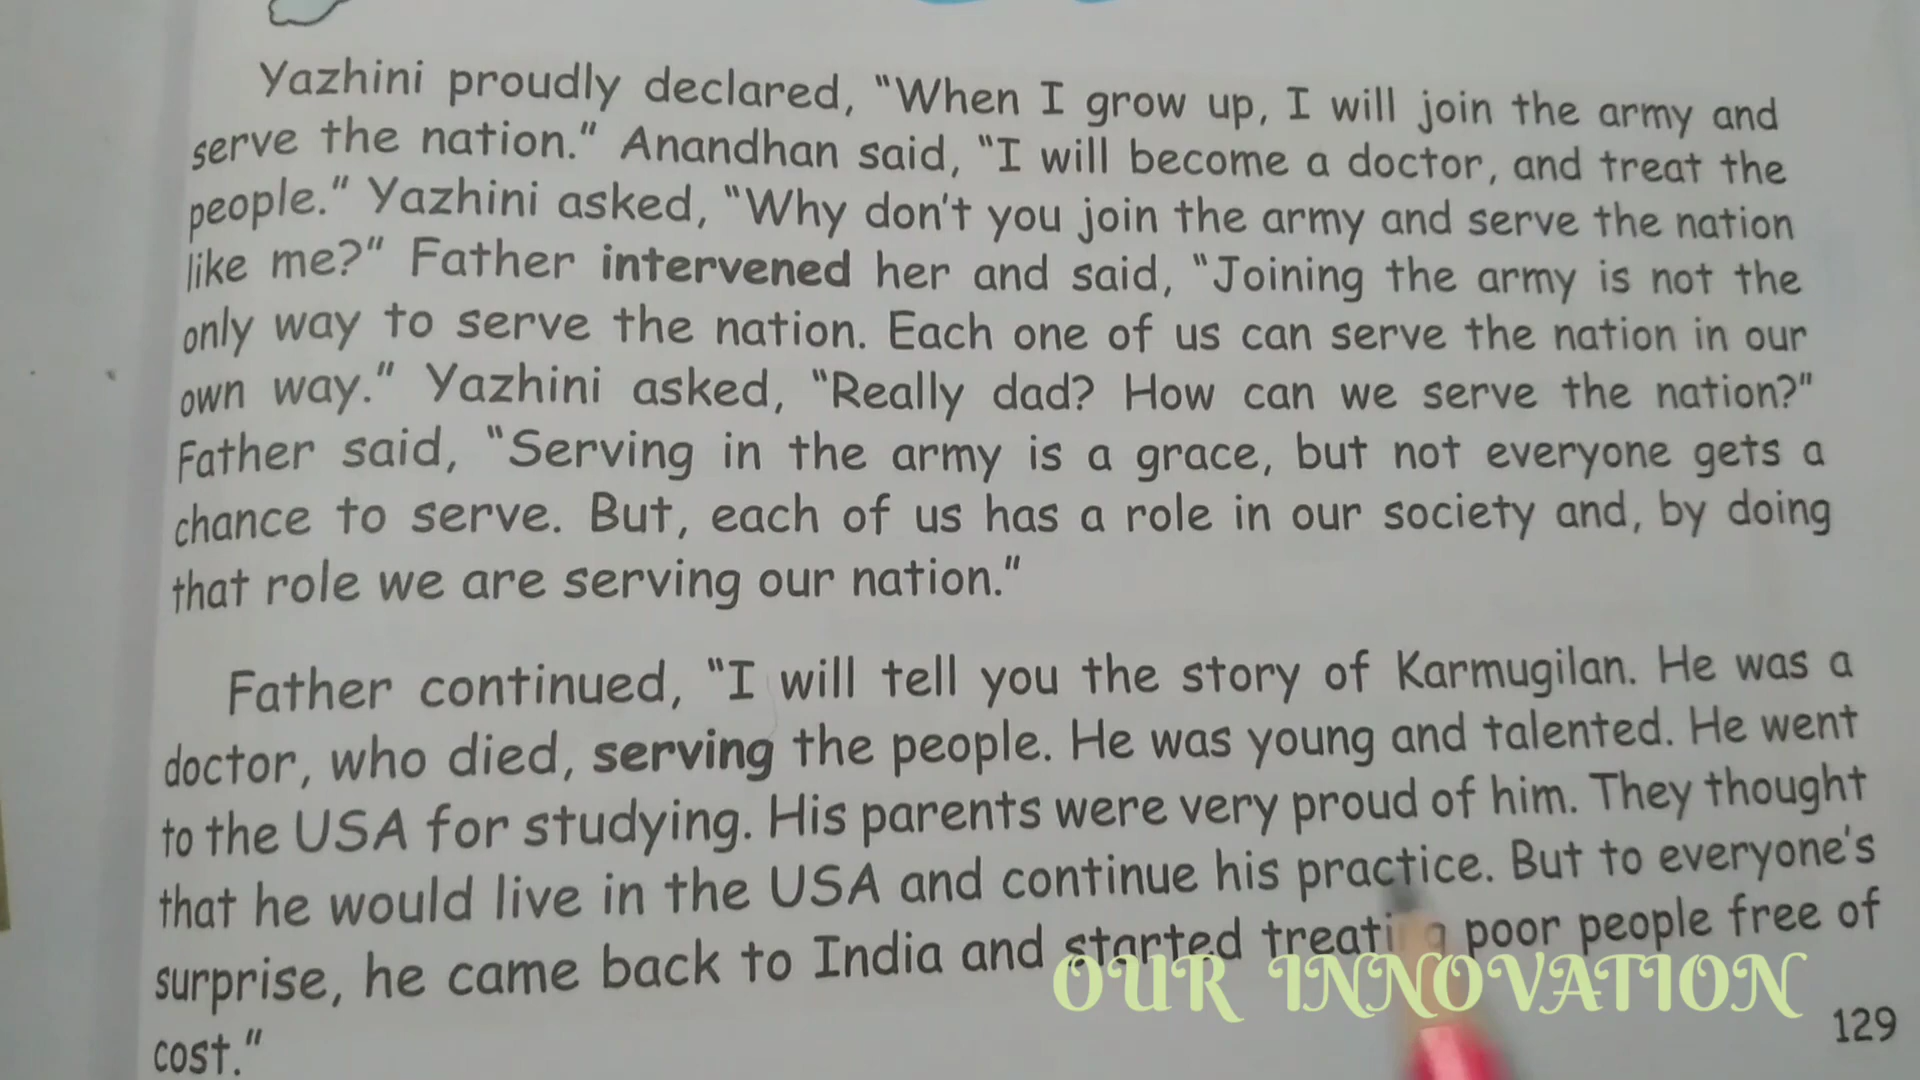 Yazhini proudly declared, “When I grow up, I will join the army and
serve the nation.” Anandhan said, “I will become a doctor, and treat the
people.” Yazhini asked, “Why don't you join the army and serve the nation
like me?” Father intervened her and said, “Joining the army is not the
only way to serve the nation. Each one of us can serve the nation in our
own way.” Yazhini asked, “Really dad? How can we serve the nation?”
Father said, “Serving in the army is a grace, but not everyone gets a
chance to serve. But, each of us has a role in our society and, by doing
that role we are serving our nation.”
Father continued, “I will tell you the story of Karmugilan. He was a
doctor, who died, serving the people. He was young and talented. He went
to the USA for studying. His parents were very proud of him. They thought
that he would live in the USA and continue his practice. But to everyone's
surprise, he came back to India and started treating poor people free of
cost.”
OUR INNOVATION
129